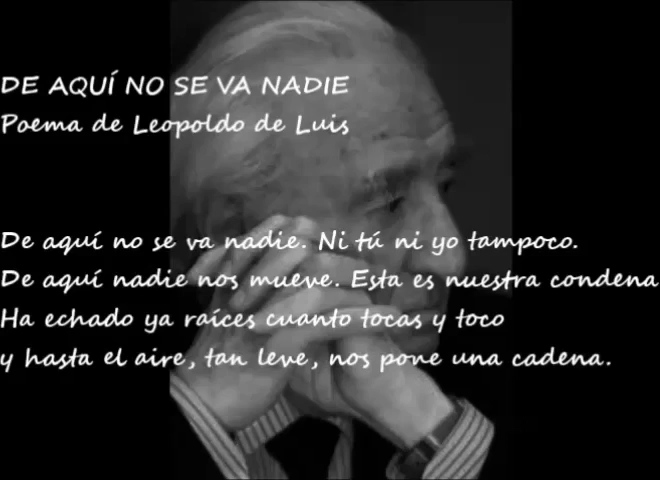 DE AQUÍ NO SE VA NADIE
Poema de Leopoldo de Luis
De aquí no se va nadie. Ni tú ni yo tampoco.
De aquí nadie nos mueve. Esta es nuestra condena
Ha echado ya raíces cuanto tocas y toco
y hasta el aire, tan leve, nos pone una cadena.